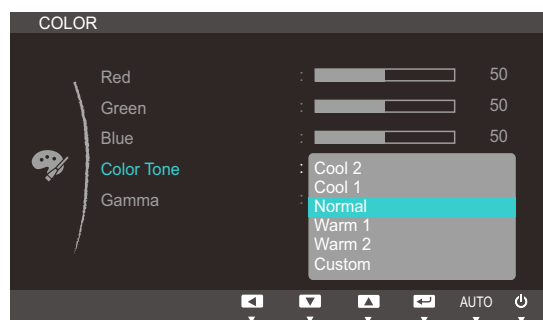 COLOR
Red : 50
Green : 50
Blue : 50
Color Tone : Cool 2
Cool 1
Gamma : Normal
Warm 1
Warm 2
Custom
AUTO